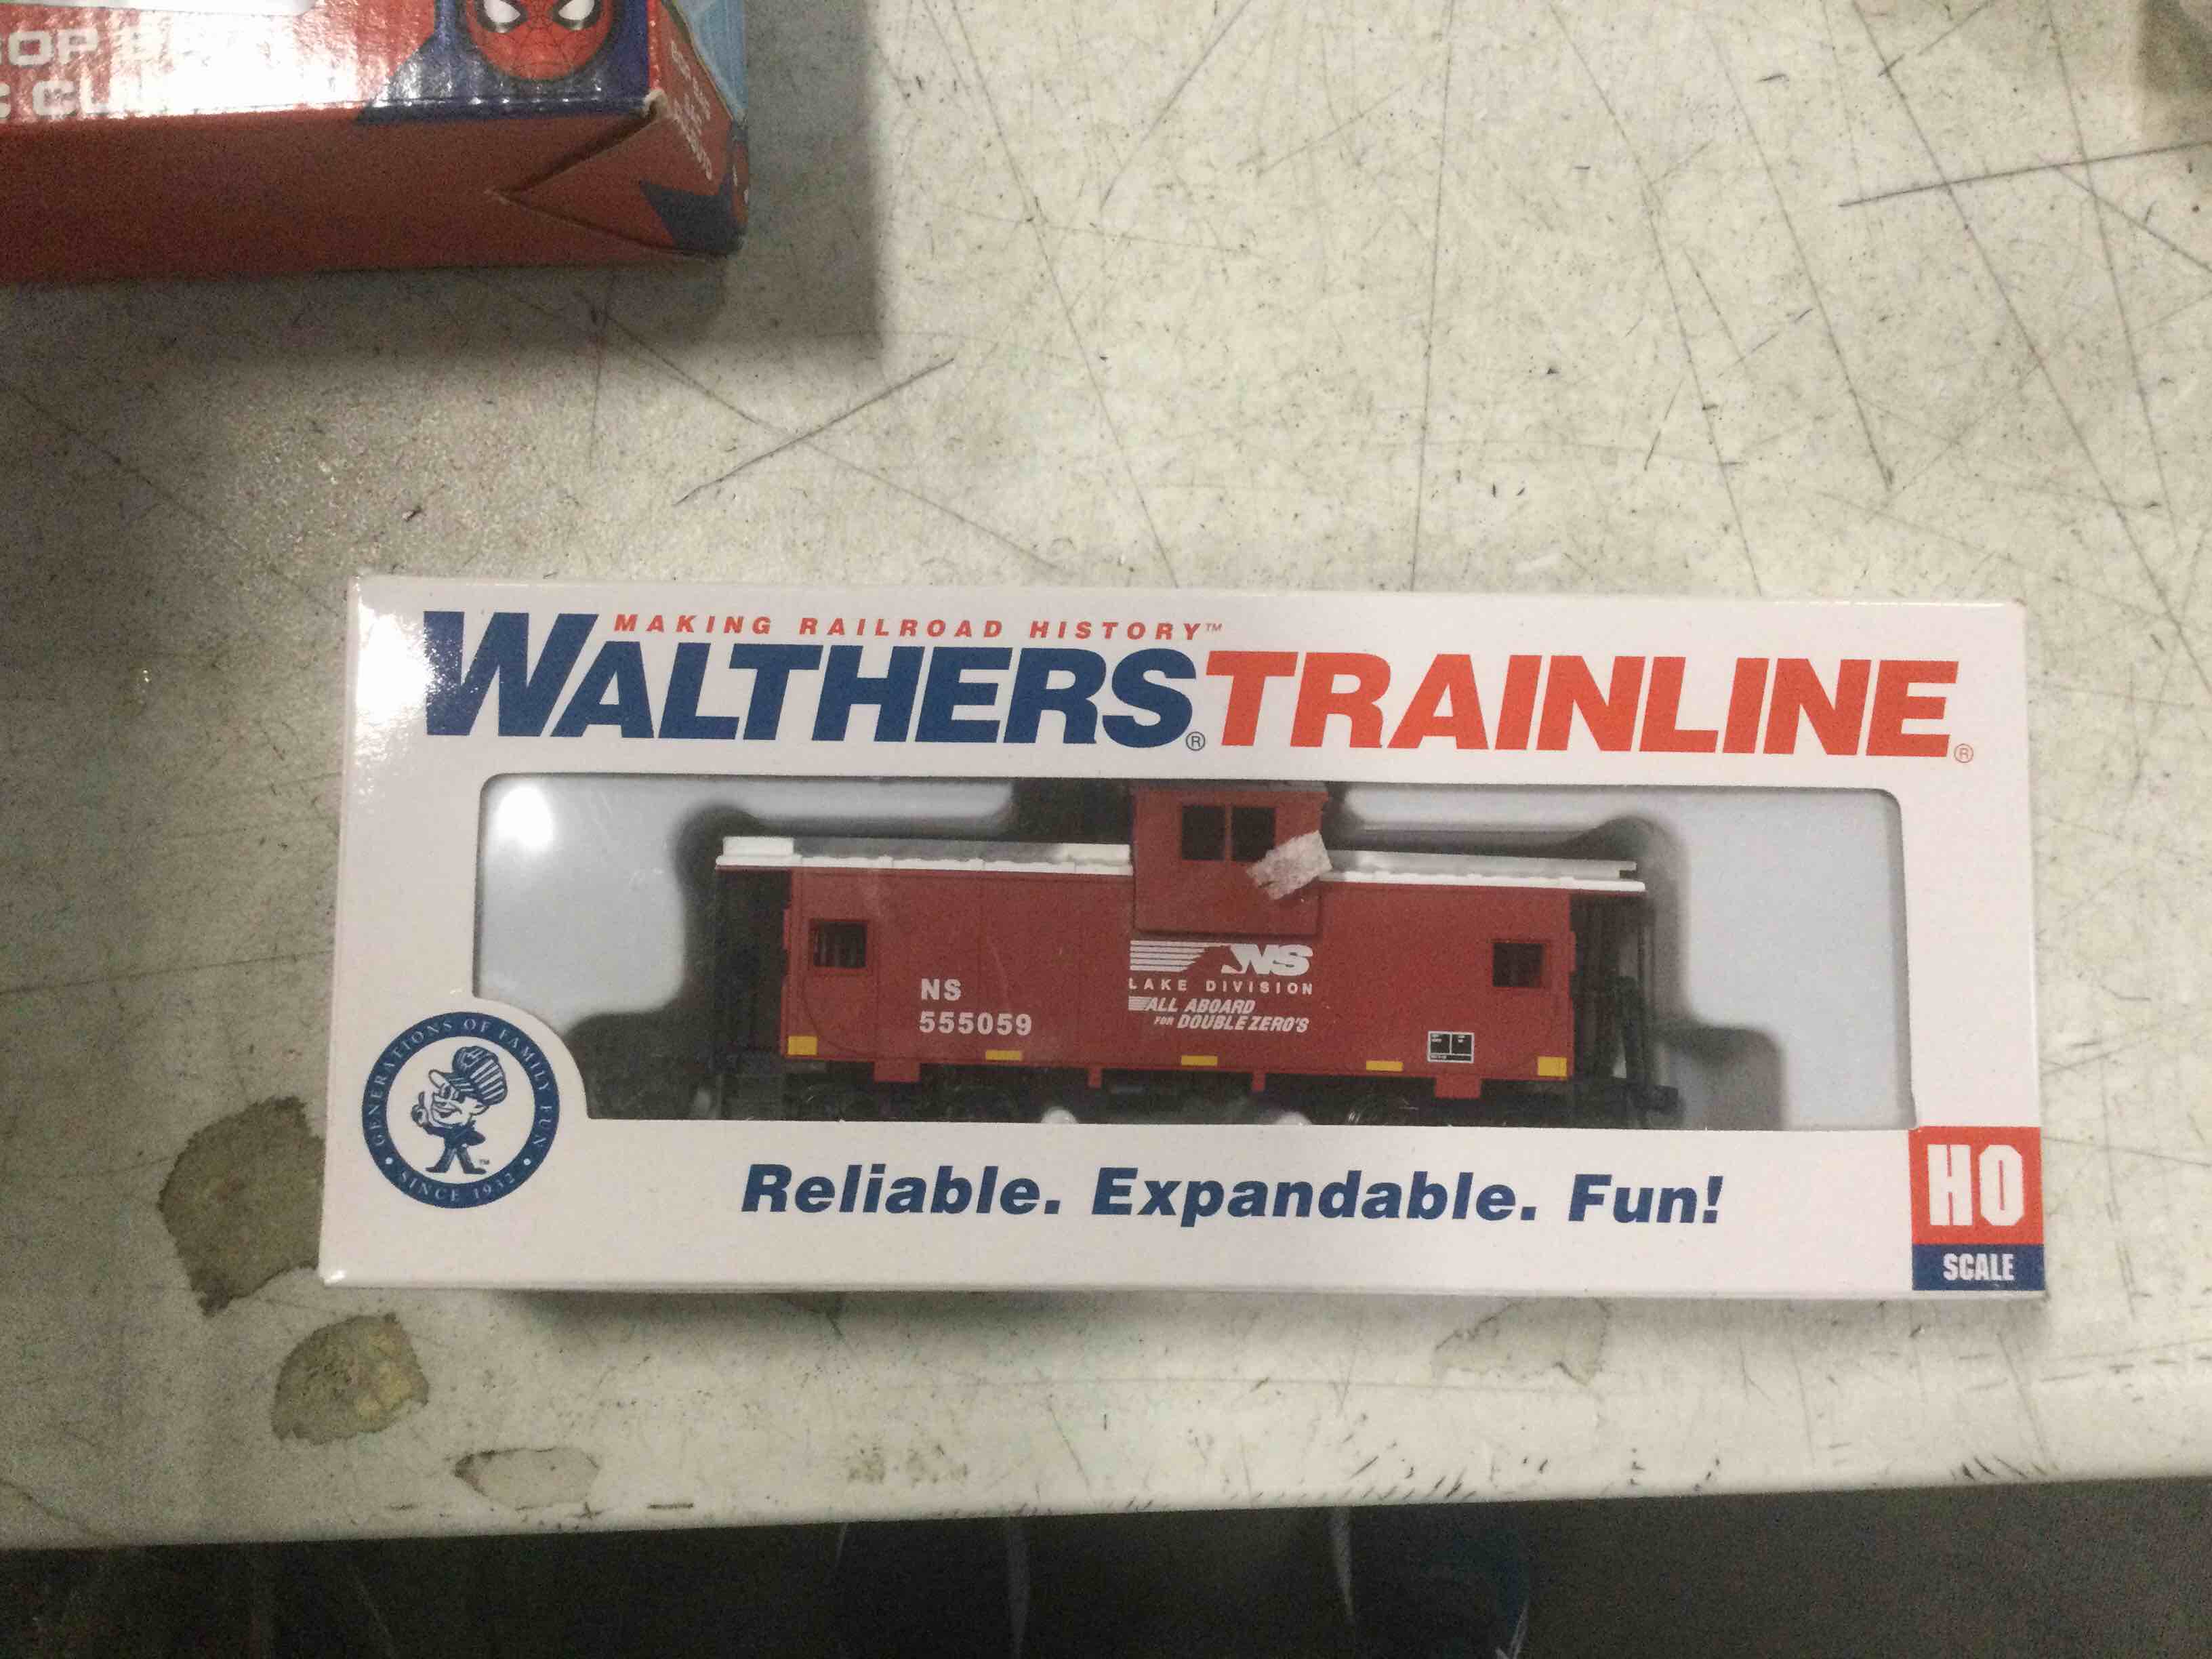 MAKING RAILROAD HISTORY™
WALTHERS® TRAINLINE®
NS
555059
NS
LAKE DIVISION
ALL ABOARD
FOR DOUBLE ZERO'S
GENERATIONS OF FAMILY FUN
• SINCE 1932 •
TM
Reliable. Expandable. Fun!
HO
SCALE